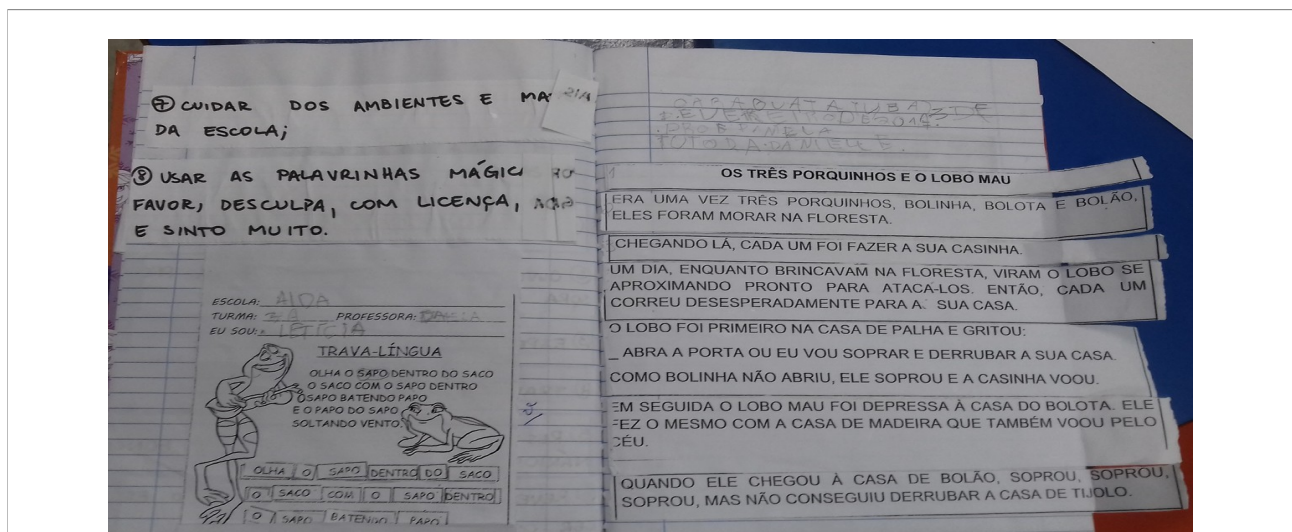 ⑦ CUIDAR DOS AMBIENTES E MA
DA ESCOLA;
⑧ USAR AS PALAVRINHAS MÁGIC
FAVOR, DESCULPA, COM LICENÇA,
E SINTO MUITO.
ESCOLA: AIDA
TURMA: PROFESSORA:
EU SOU: LETICIA
TRAVA-LÍNGUA
OLHA O SAPO DENTRO DO SACO
O SACO COM O SAPO DENTRO
O SAPO BATENDO PAPO
E O PAPO DO SAPO
SOLTANDO VENTO.
OLHA O SAPO DENTRO DO SACO
O SACO COM O SAPO DENTRO
O SAPO BATENDO PAPO
OS TRÊS PORQUINHOS E O LOBO MAU
ERA UMA VEZ TRÊS PORQUINHOS, BOLINHA, BOLOTA E BOLÃO,
ELES FORAM MORAR NA FLORESTA.
CHEGANDO LÁ, CADA UM FOI FAZER A SUA CASINHA.
UM DIA, ENQUANTO BRINCAVAM NA FLORESTA, VIRAM O LOBO SE
APROXIMANDO PRONTO PARA ATACA-LOS. ENTÃO, CADA UM
CORREU DESESPERADAMENTE PARA A. SUA CASA.
O LOBO FOI PRIMEIRO NA CASA DE PALHA E GRITOU:
_ ABRA A PORTA OU EU VOU SOPRAR E DERRUBAR A SUA CASA.
COMO BOLINHA NÃO ABRIU, ELE SOPROU E A CASINHA VOOU.
EM SEGUIDA O LOBO MAU FOI DEPRESSA À CASA DO BOLOTA. ELE
FEZ O MESMO COM A CASA DE MADEIRA QUE TAMBÉM VOOU PELO
CÉU.
QUANDO ELE CHEGOU À CASA DE BOLÃO, SOPROU, SOPROU,
SOPROU, MAS NÃO CONSEGUIU DERRUBAR A CASA DE TIJOLO.